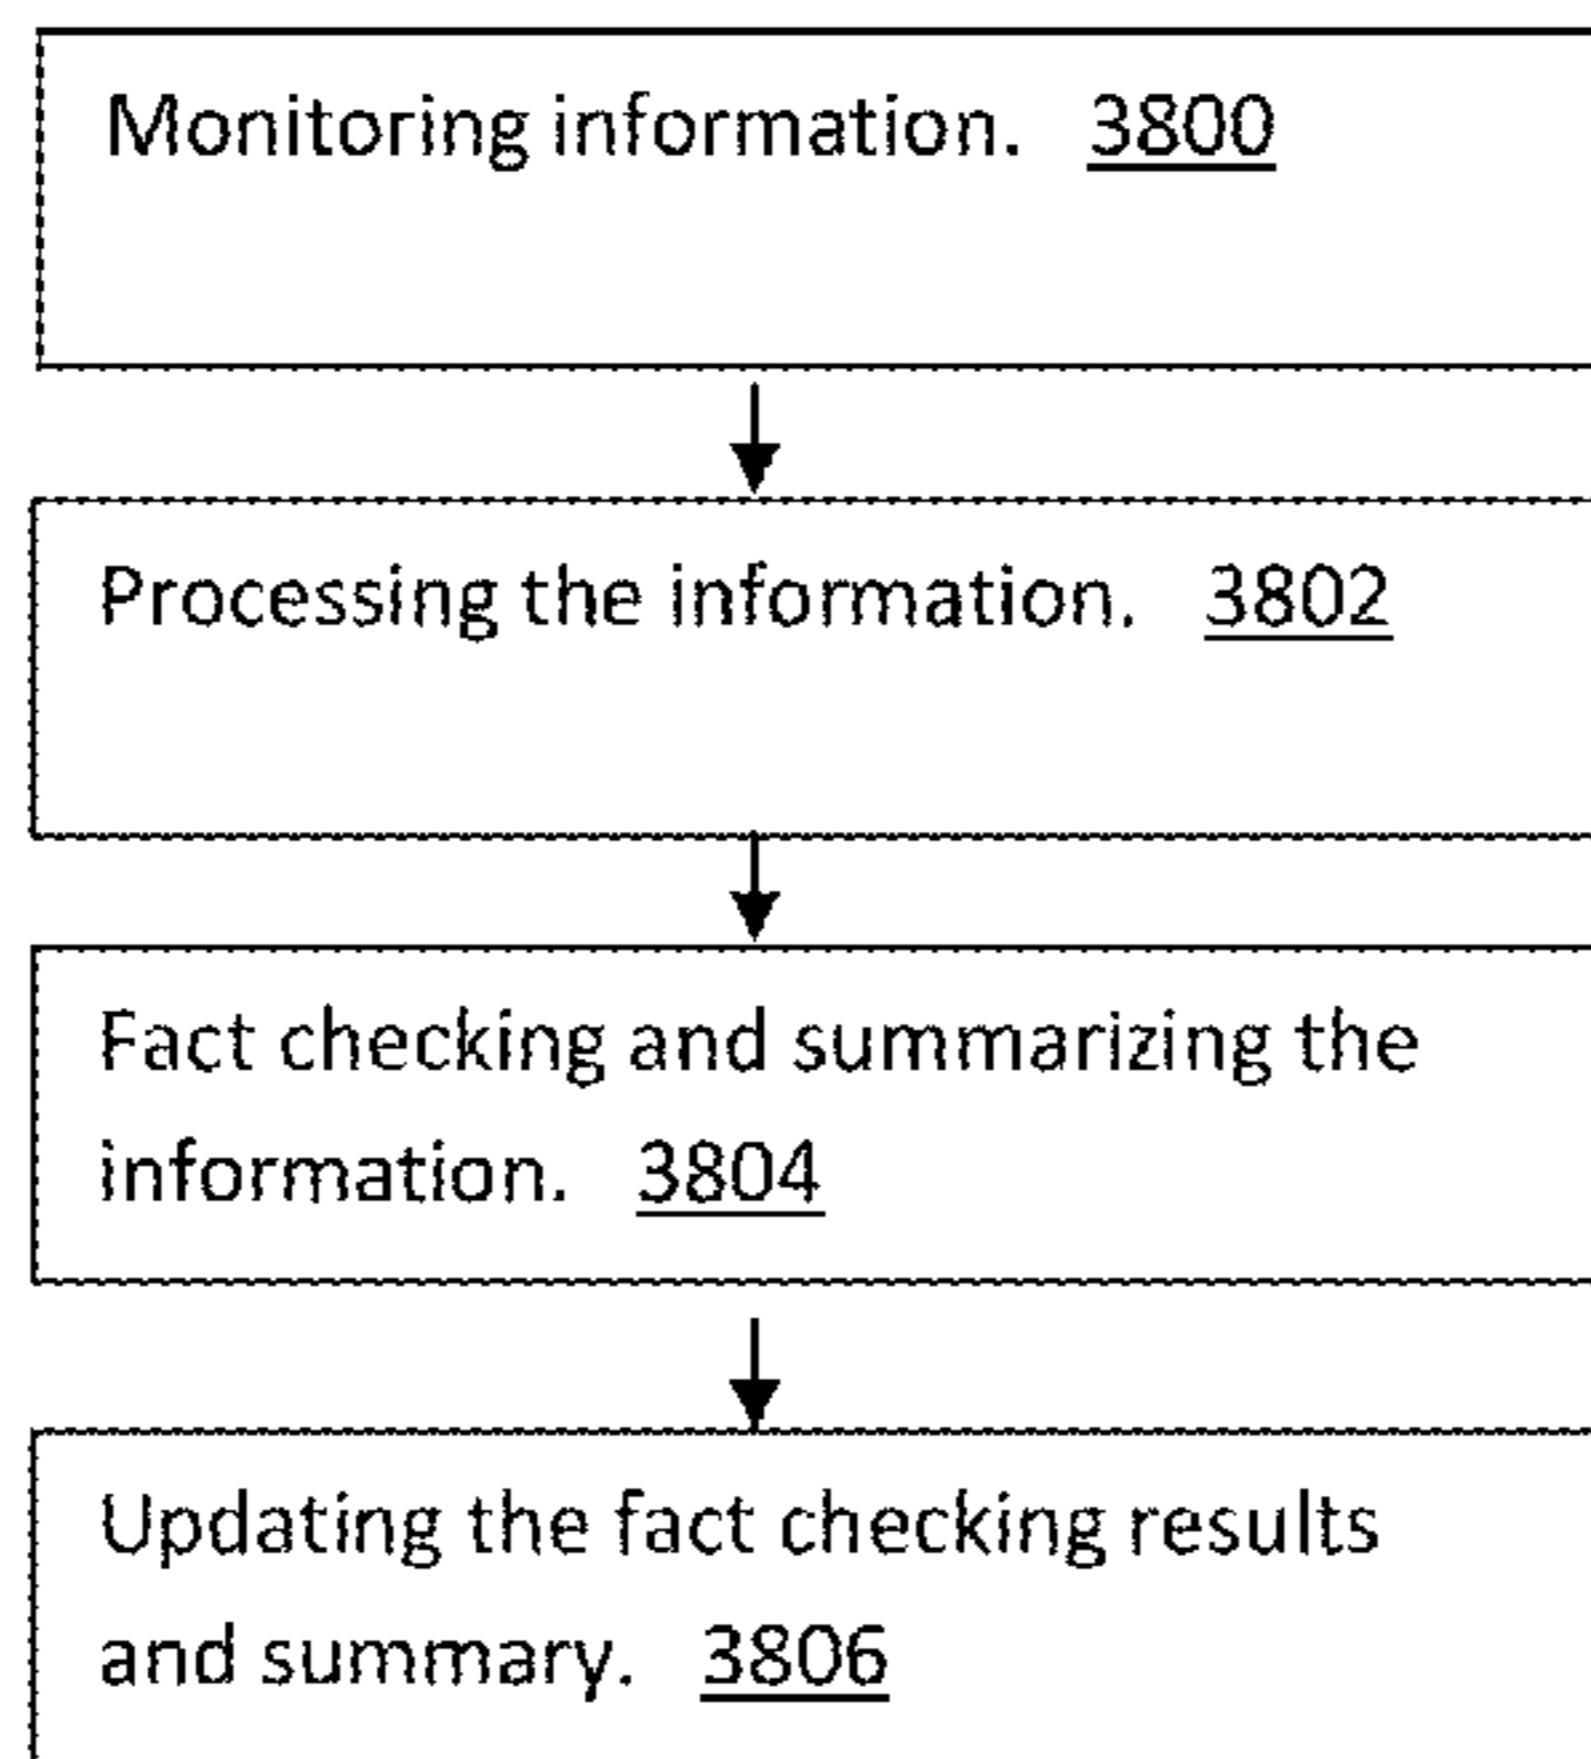 Monitoring information. 3800
Processing the information. 3802
Fact checking and summarizing the
information. 3804
Updating the fact checking results
and summary. 3806